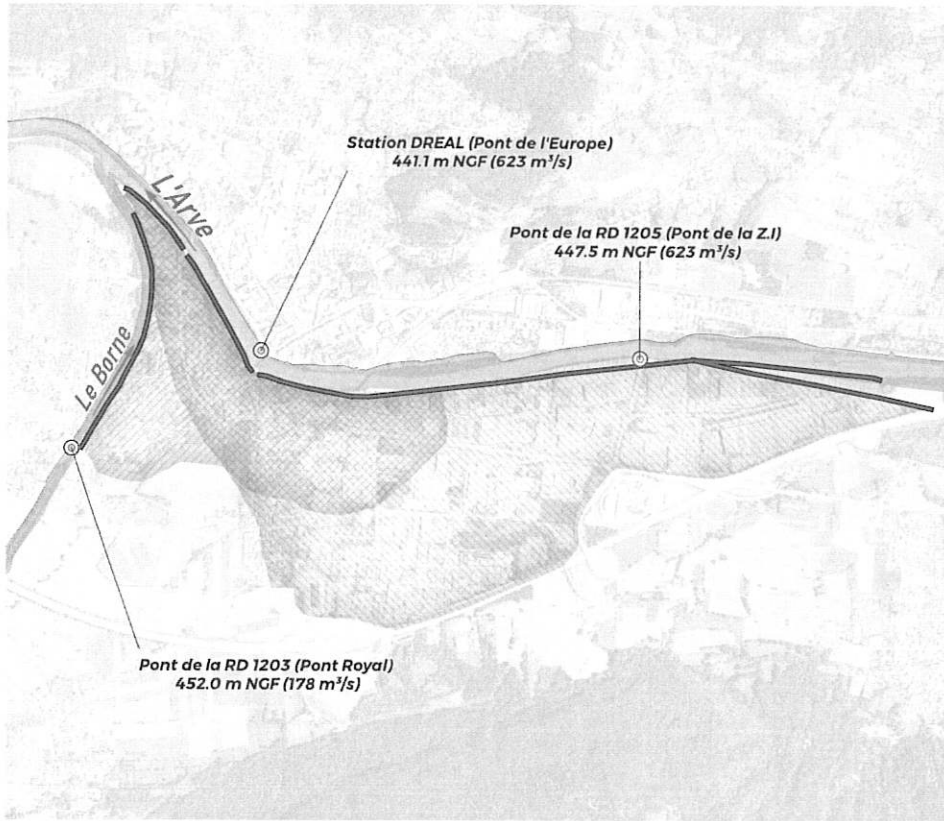 Station DREAL (Pont de l'Europe)
441.1 m NGF (623 m³/s)
L'Arve
Pont de la RD 1205 (Pont de la Z.I)
447.5 m NGF (623 m³/s)
Le Borne
Pont de la RD 1203 (Pont Royal)
452.0 m NGF (178 m³/s)